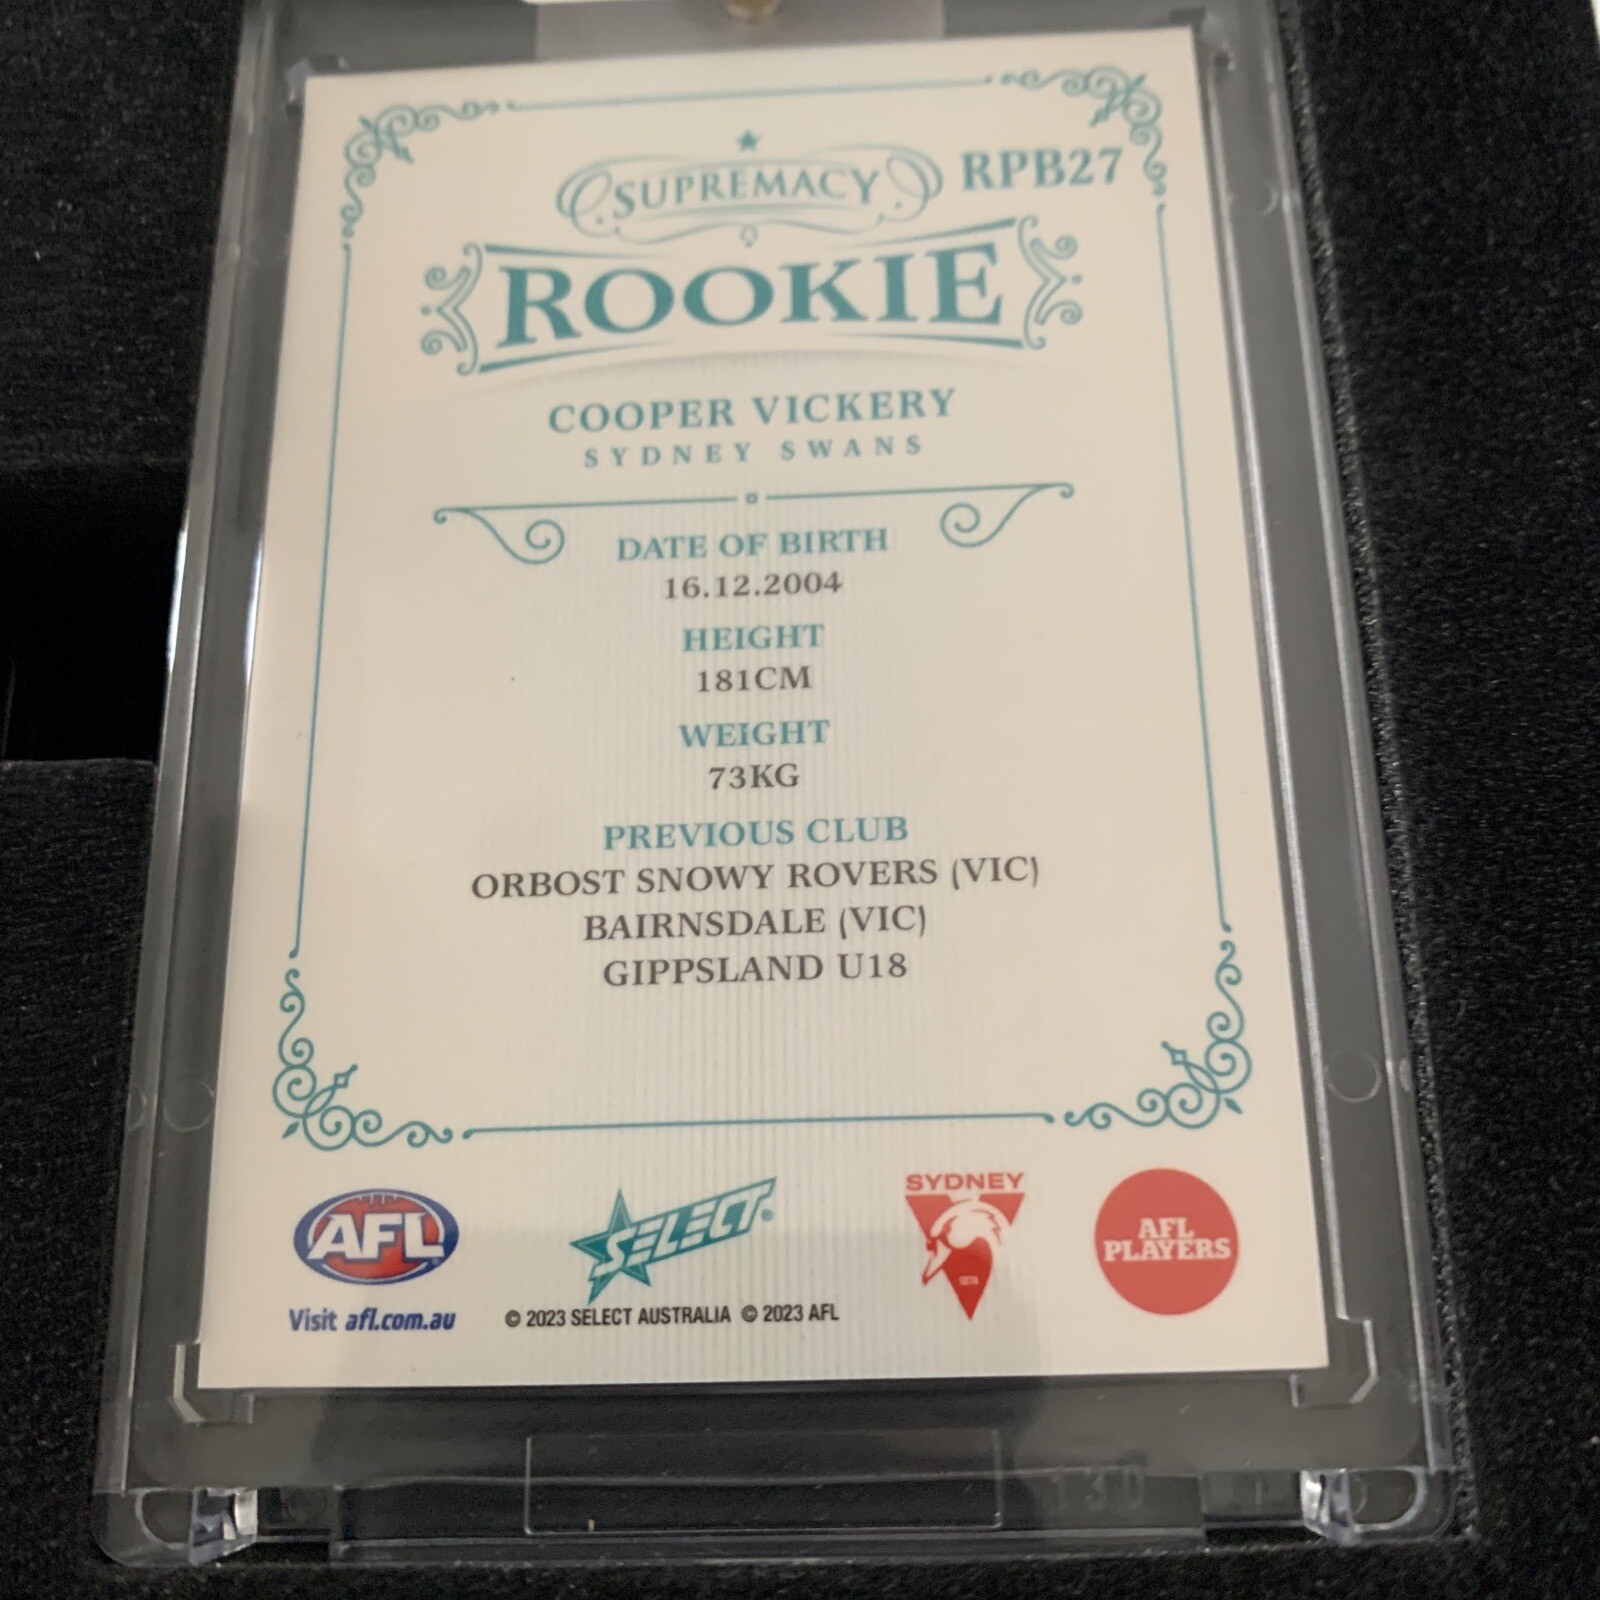 SUPREMACY RPB27
ROOKIE
COOPER VICKERY
SYDNEY SWANS
DATE OF BIRTH
16.12.2004
HEIGHT
181CM
WEIGHT
73KG
PREVIOUS CLUB
ORBOST SNOWY ROVERS (VIC)
BAIRNSDALE (VIC)
GIPPSLAND U18
AFL
Visit afl.com.au
SELECT®
© 2023 SELECT AUSTRALIA © 2023 AFL
SYDNEY
AFL
PLAYERS